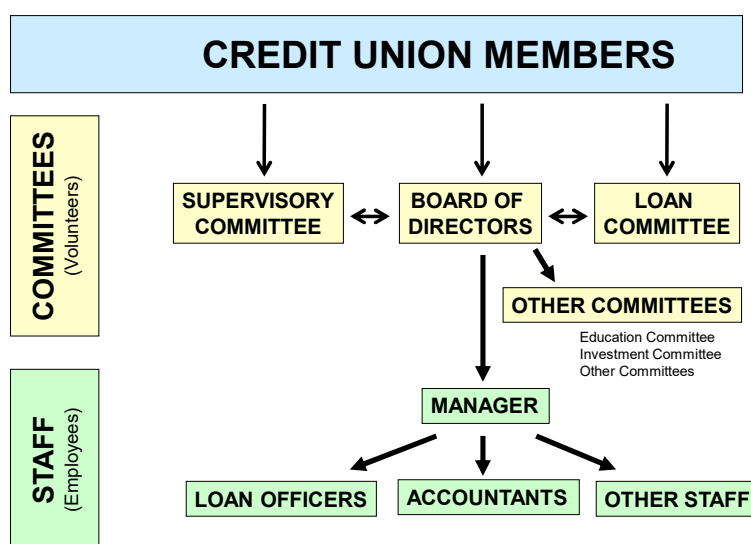 CREDIT UNION MEMBERS
COMMITTEES
(Volunteers)
SUPERVISORY
COMMITTEE
BOARD OF
DIRECTORS
LOAN
COMMITTEE
OTHER COMMITTEES
Education Committee
Investment Committee
Other Committees
STAFF
(Employees)
MANAGER
LOAN OFFICERS
ACCOUNTANTS
OTHER STAFF